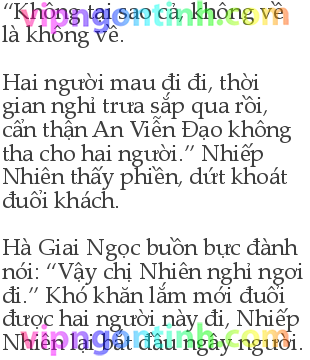 “Không tại sao cả, không về
là không về.
Hai người mau đi đi, thời
gian nghỉ trưa sắp qua rồi,
cẩn thận An Viễn Đạo không
tha cho hai người.” Nhiếp
Nhiên thấy phiền, dứt khoát
đuổi khách.
Hà Giai Ngọc buồn bực đành
nói: “Vậy chị Nhiên nghỉ ngơi
đi.” Khó khăn lắm mới đuổi
được hai người này đi, Nhiếp
Nhiên lại bắt đầu ngây người.
vipngontinh.com
vipngontinh.com